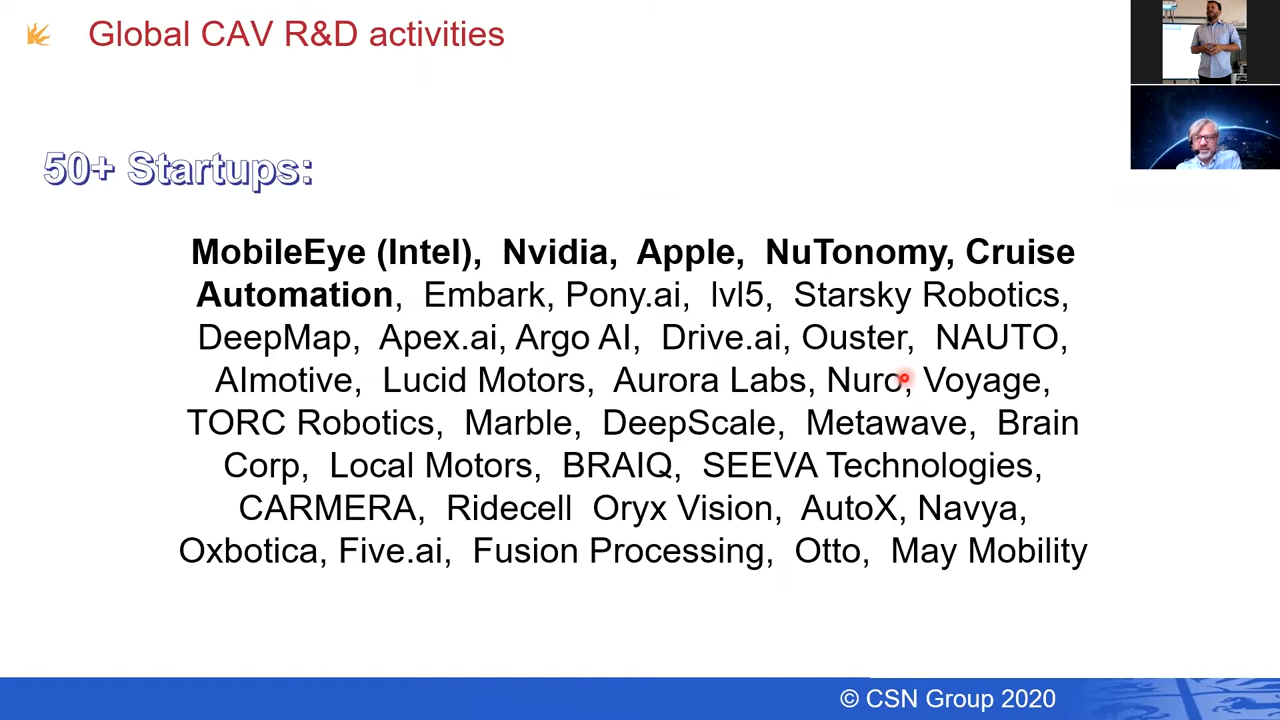 Global CAV R&D activities
50+ Startups:
MobileEye (Intel), Nvidia, Apple, NuTonomy, Cruise
Automation, Embark, Pony.ai, lvl5, Starsky Robotics,
DeepMap, Apex.ai, Argo AI, Drive.ai, Ouster, NAUTO,
AImotive, Lucid Motors, Aurora Labs, Nuro, Voyage,
TORC Robotics, Marble, DeepScale, Metawave, Brain
Corp, Local Motors, BRAIQ, SEEVA Technologies,
CARMERA, Ridecell Oryx Vision, AutoX, Navya,
Oxbotica, Five.ai, Fusion Processing, Otto, May Mobility
© CSN Group 2020